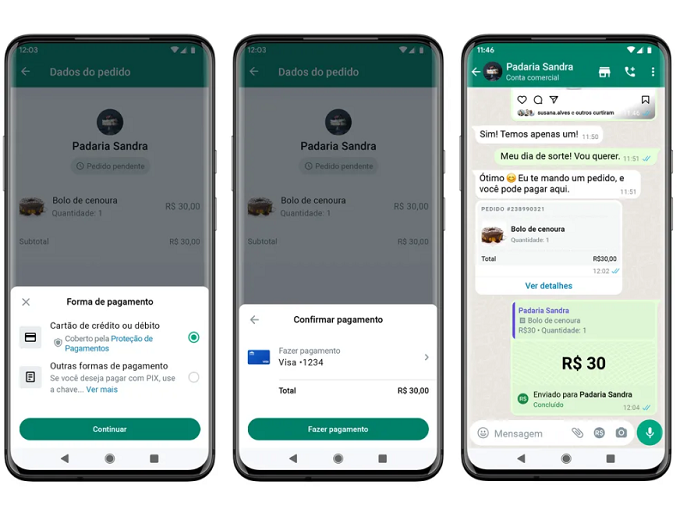 12:03
Dados do pedido
Padaria Sandra
Pedido pendente
Bolo de cenoura
Quantidade: 1
R$ 30,00
Subtotal
R$ 30,00
Forma de pagamento
Cartão de crédito ou débito
Coberto pela Proteção de
Pagamentos
Outras formas de pagamento
Se você deseja pagar com PIX, use
a chave... Ver mais
Continuar
12:03
Dados do pedido
Padaria Sandra
Pedido pendente
Bolo de cenoura
Quantidade: 1
R$ 30,00
Subtotal
R$ 30,00
Confirmar pagamento
Fazer pagamento
Visa •1234
Total
R$ 30,00
Fazer pagamento
11:46
Padaria Sandra
Conta comercial
susana.alves e outros curtiram
Sim! Temos apenas um! 11:50
Meu dia de sorte! Vou querer. 11:51
Ótimo 😊 Eu te mando um pedido, e
você pode pagar aqui.
11:51
PEDIDO #238990321
Bolo de cenoura
Quantidade: 1
Total
R$30,00
12:02
Ver detalhes
Padaria Sandra
Bolo de cenoura
R$30 • Quantidade: 1
R$ 30
R$
Enviado para Padaria Sandra
Concluído
12:04
Mensagem
R$